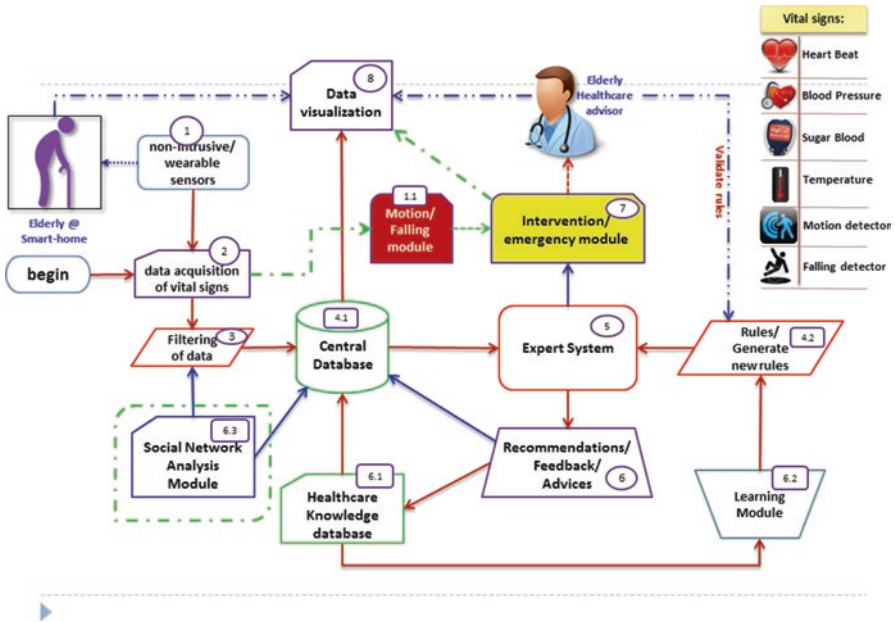 Vital signs:
Heart Beat
Blood Pressure
Sugar Blood
Temperature
Motion detector
Falling detector
8
Data
visualization
Elderly
Healthcare
advisor
1
non-intrusive/
wearable
sensors
Elderly @
Smart-home
1.1
Motion/
Falling
module
7
Intervention/
emergency module
Validate rules
begin
2
data acquisition
of vital signs
3
Filtering
of data
4.1
Central
Database
5
Expert System
4.2
Rules/
Generate
new rules
6.3
Social Network
Analysis
Module
6.1
Healthcare
Knowledge
database
Recommendations/
Feedback/
Advices
6
6.2
Learning
Module